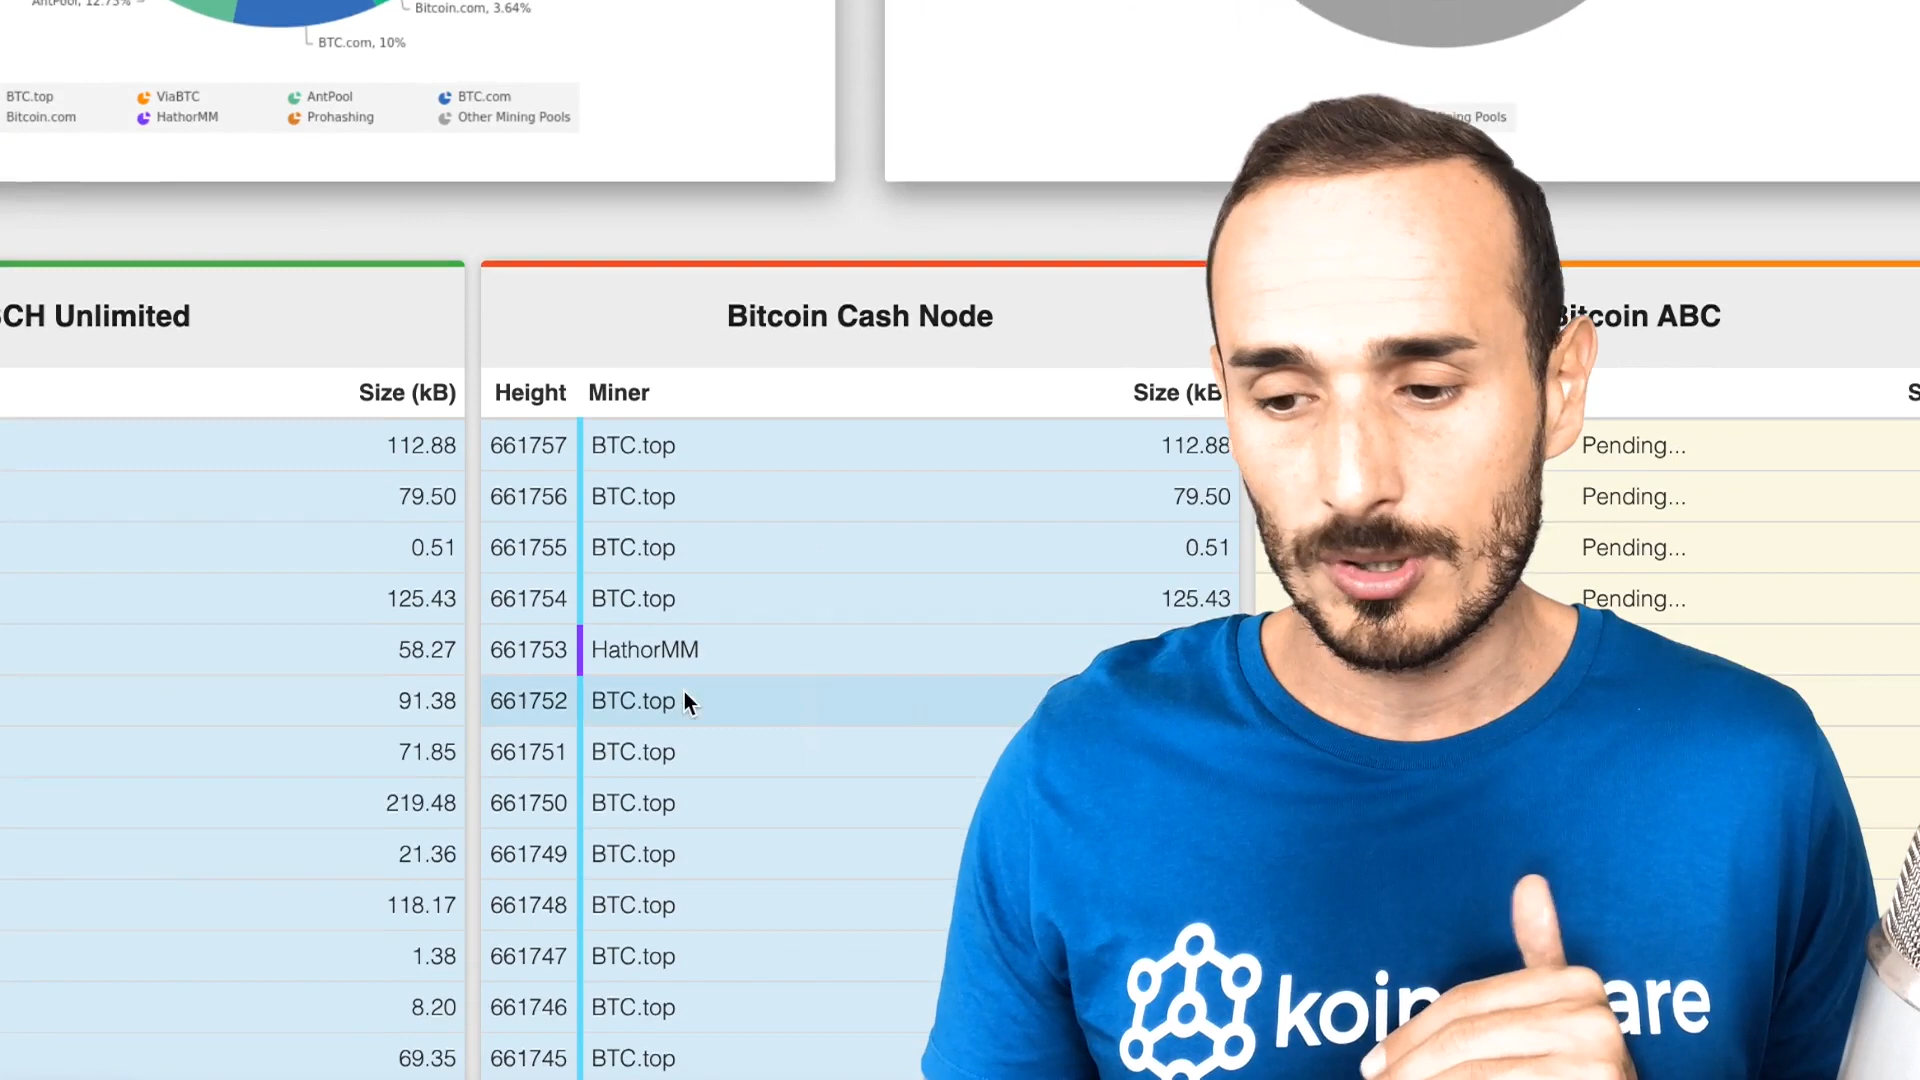 AntPool, 12.73%
Bitcoin.com, 3.64%
BTC.com, 10%
BTC.top ViaBTC AntPool BTC.com
Bitcoin.com HathorMM Prohashing Other Mining Pools
Pools
BCH Unlimited
Size (kB)
112.88
79.50
0.51
125.43
58.27
91.38
71.85
219.48
21.36
118.17
1.38
8.20
69.35
Bitcoin Cash Node
Height Miner Size (kB
661757 BTC.top 112.88
661756 BTC.top 79.50
661755 BTC.top 0.51
661754 BTC.top 125.43
661753 HathorMM
661752 BTC.top
661751 BTC.top
661750 BTC.top
661749 BTC.top
661748 BTC.top
661747 BTC.top
661746 BTC.top
661745 BTC.top
Bitcoin ABC
Pending...
Pending...
Pending...
Pending...